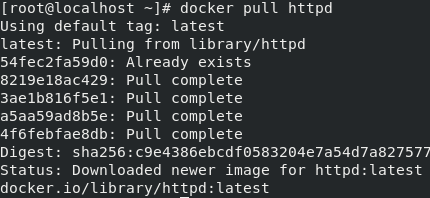 [root@localhost ~]# docker pull httpd
Using default tag: latest
latest: Pulling from library/httpd
54fec2fa59d0: Already exists
8219e18ac429: Pull complete
3ae1b816f5e1: Pull complete
a5aa59ad8b5e: Pull complete
4f6febfae8db: Pull complete
Digest: sha256:c9e4386ebcdf0583204e7a54d7a827577
Status: Downloaded newer image for httpd:latest
docker.io/library/httpd:latest